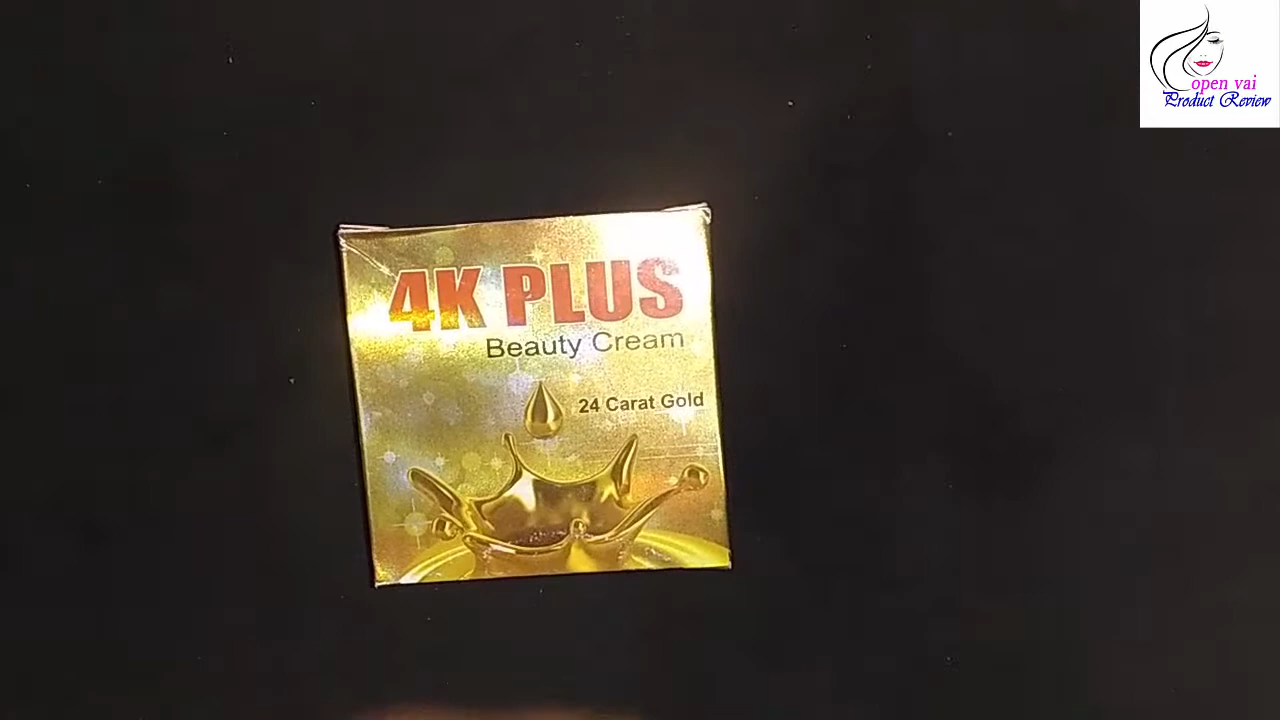 open vai
Product Review
4K PLUS
Beauty Cream
24 Carat Gold